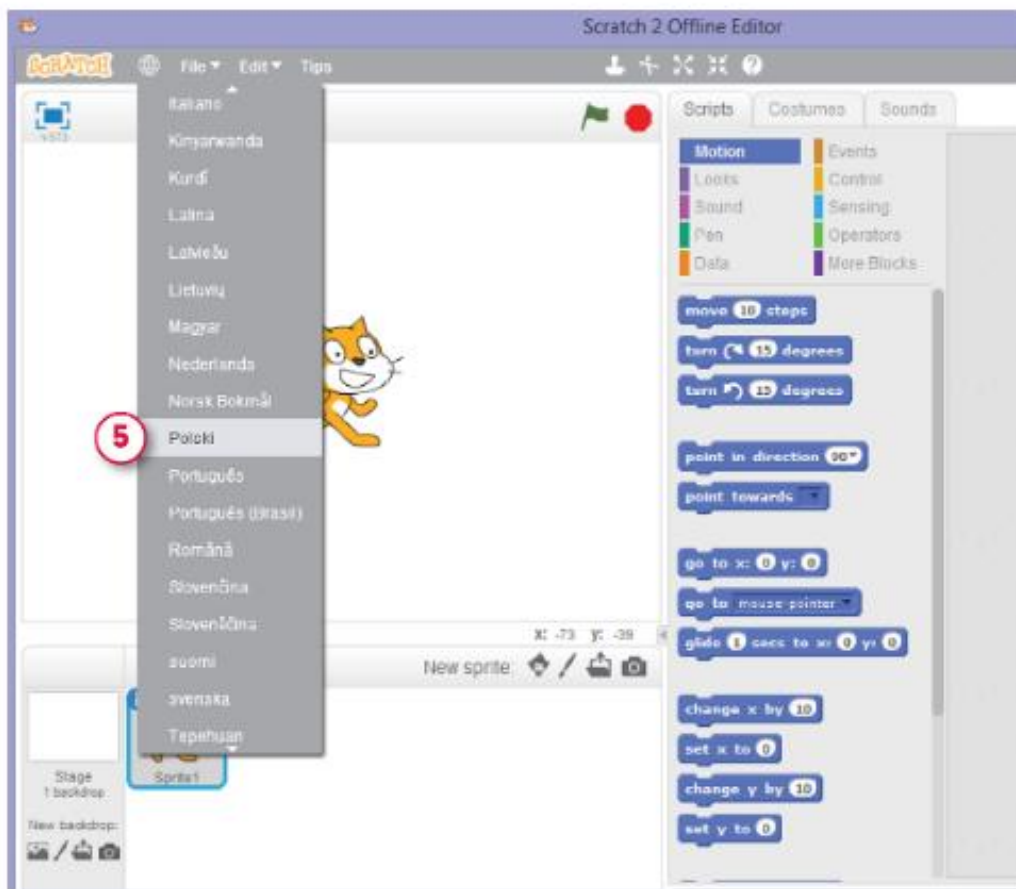 Scratch 2 Offline Editor
SCRATCH File Edit Tips
v453
Scripts Costumes Sounds
Italiano
Kinyarwanda
Kurdî
Latina
Latviešu
Lietuvių
Magyar
Nederlands
Norsk Bokmål
5 Polski
Português
Português (Brasil)
Română
Slovenčina
Slovenščina
suomi
svenska
Tepehuan
Motion Events
Looks Control
Sound Sensing
Pen Operators
Data More Blocks
move 10 steps
turn 15 degrees
turn 15 degrees
point in direction 90
point towards
go to x: 0 y: 0
go to mouse pointer
glide 1 secs to x: 0 y: 0
change x by 10
set x to 0
change y by 10
set y to 0
X: -73 y: -39
New sprite
Sprite1
Stage
1 backdrop
New backdrop: